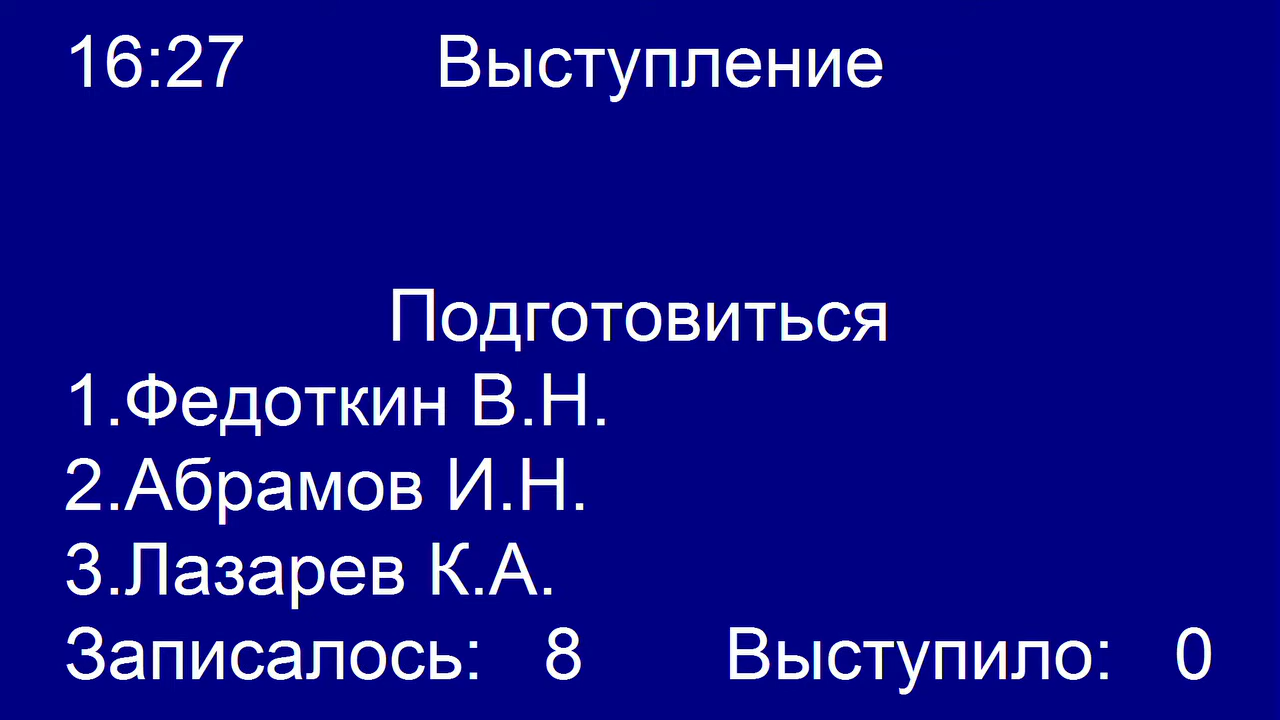 16:27 Выступление
Подготовиться
1.Федоткин В.Н.
2.Абрамов И.Н.
3.Лазарев К.А.
Записалось: 8 Выступило: 0